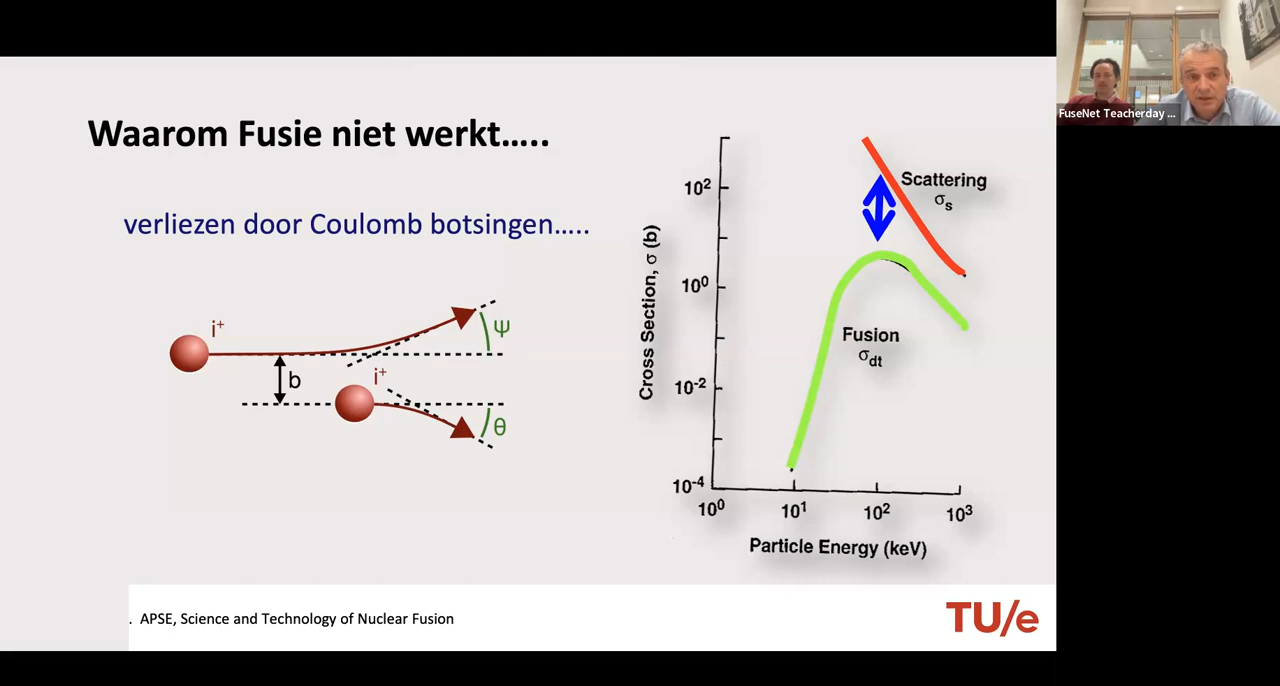 Waarom Fusie niet werkt.....
verliezen door Coulomb botsingen.....
i⁺
ψ
b
i⁺
θ
Cross Section, σ (b)
10²
10⁰
10⁻²
10⁻⁴
10⁰ 10¹ 10² 10³
Particle Energy (keV)
Scattering
σs
Fusion
σdt
. APSE, Science and Technology of Nuclear Fusion
TU/e
FuseNet Teacherday ...